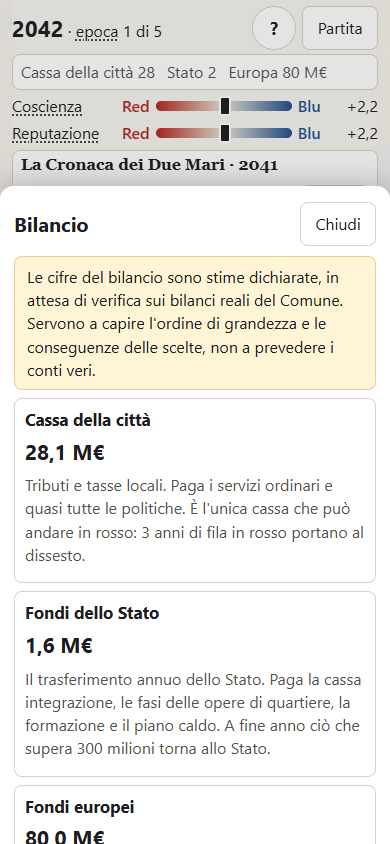 2042 · epoca 1 di 5
?
Partita
Cassa della città 28 Stato 2 Europa 80 M€
Coscienza Red Blu +2,2
Reputazione Red Blu +2,2
La Cronaca dei Due Mari · 2041
Bilancio
Chiudi
Le cifre del bilancio sono stime dichiarate, in
attesa di verifica sui bilanci reali del Comune.
Servono a capire l'ordine di grandezza e le
conseguenze delle scelte, non a prevedere i
conti veri.
Cassa della città
28,1 M€
Tributi e tasse locali. Paga i servizi ordinari e
quasi tutte le politiche. È l'unica cassa che può
andare in rosso: 3 anni di fila in rosso portano al
dissesto.
Fondi dello Stato
1,6 M€
Il trasferimento annuo dello Stato. Paga la cassa
integrazione, le fasi delle opere di quartiere, la
formazione e il piano caldo. A fine anno ciò che
supera 300 milioni torna allo Stato.
Fondi europei
80,0 M€